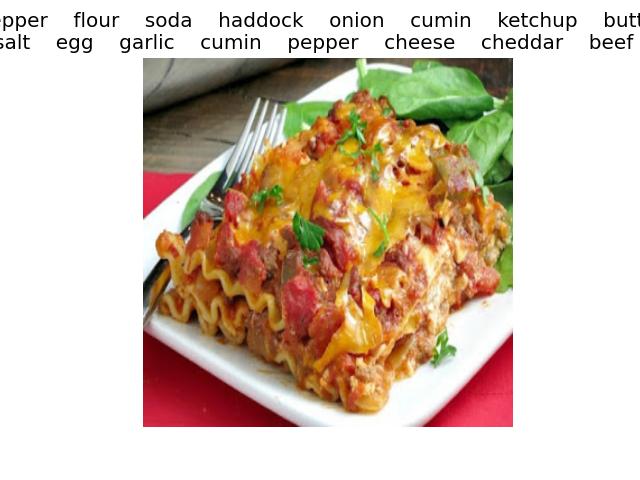 epper flour soda haddock onion cumin ketchup butt
salt egg garlic cumin pepper cheese cheddar beef